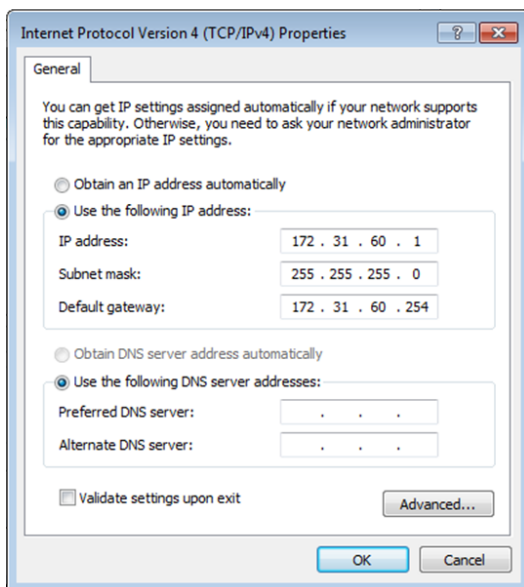 Internet Protocol Version 4 (TCP/IPv4) Properties
General
You can get IP settings assigned automatically if your network supports
this capability. Otherwise, you need to ask your network administrator
for the appropriate IP settings.
Obtain an IP address automatically
Use the following IP address:
IP address: 172 . 31 . 60 . 1
Subnet mask: 255 . 255 . 255 . 0
Default gateway: 172 . 31 . 60 . 254
Obtain DNS server address automatically
Use the following DNS server addresses:
Preferred DNS server: . . .
Alternate DNS server: . . .
Validate settings upon exit
Advanced...
OK Cancel